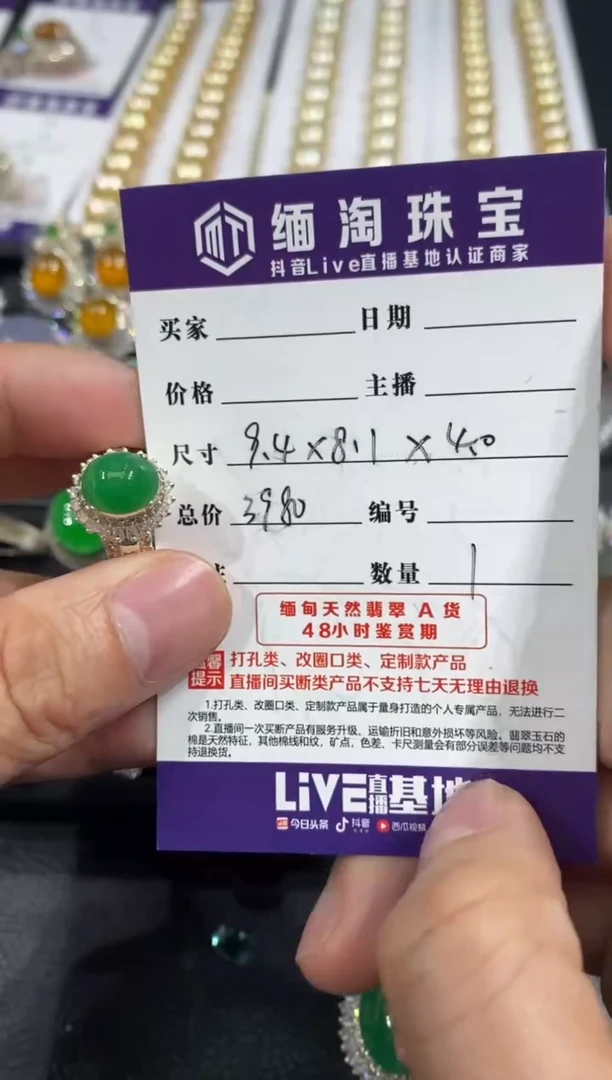 MT 缅淘珠宝
抖音Live直播基地认证商家
买家 日期
价格 主播
尺寸 9.4×8.1×4.0
总价 3980 编号
数量 1
缅甸天然翡翠 A 货
48小时鉴赏期
提示
打孔类、改圈口类、定制款产品
直播间买断类产品不支持七天无理由退换
1.打孔类、改圈口类、定制款产品属于量身打造的个人专属产品，无法进行二
次销售。
2.直播间一次买断产品有服务升级、运输折旧和意外损坏等风险。翡翠玉石的
棉是天然特征，其他棉线和纹，矿点，色差、卡尺测量会有部分误差等问题均不支
持退换货。
LiVE直播基地
今日头条 抖音 西瓜视频